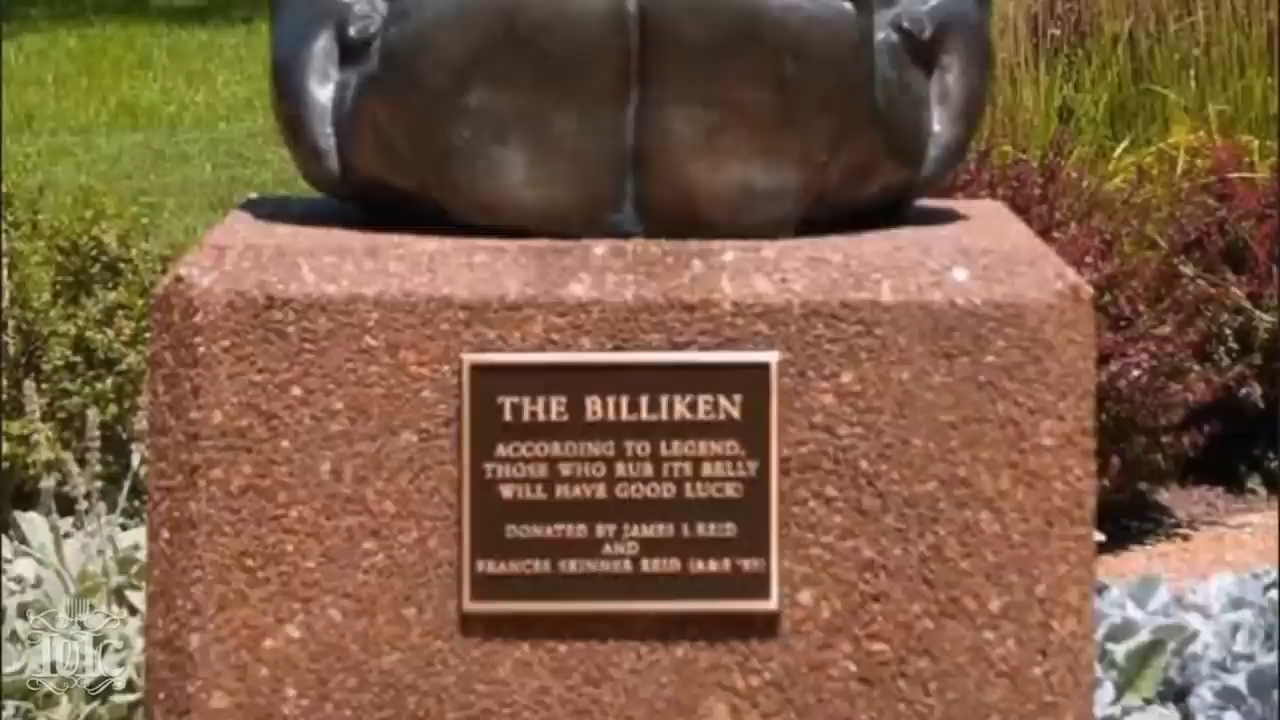 THE BILLIKEN
ACCORDING TO LEGEND,
THOSE WHO RUB ITS BELLY
WILL HAVE GOOD LUCK!
DONATED BY JAMES I. REID
AND
FRANCES SKINNER REID (A&S